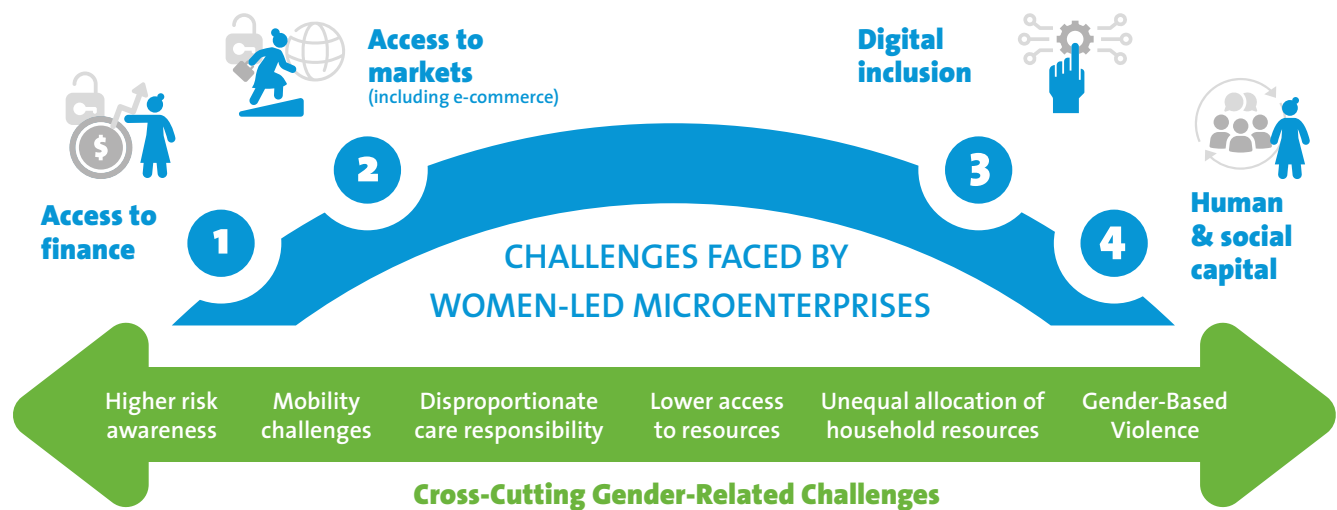 Access to
finance
1
$
Access to
markets
(including e-commerce)
2
Digital
inclusion
3
Human
& social
capital
4
CHALLENGES FACED BY
WOMEN-LED MICROENTERPRISES
Higher risk
awareness
Mobility
challenges
Disproportionate
care responsibility
Lower access
to resources
Unequal allocation of
household resources
Gender-Based
Violence
Cross-Cutting Gender-Related Challenges